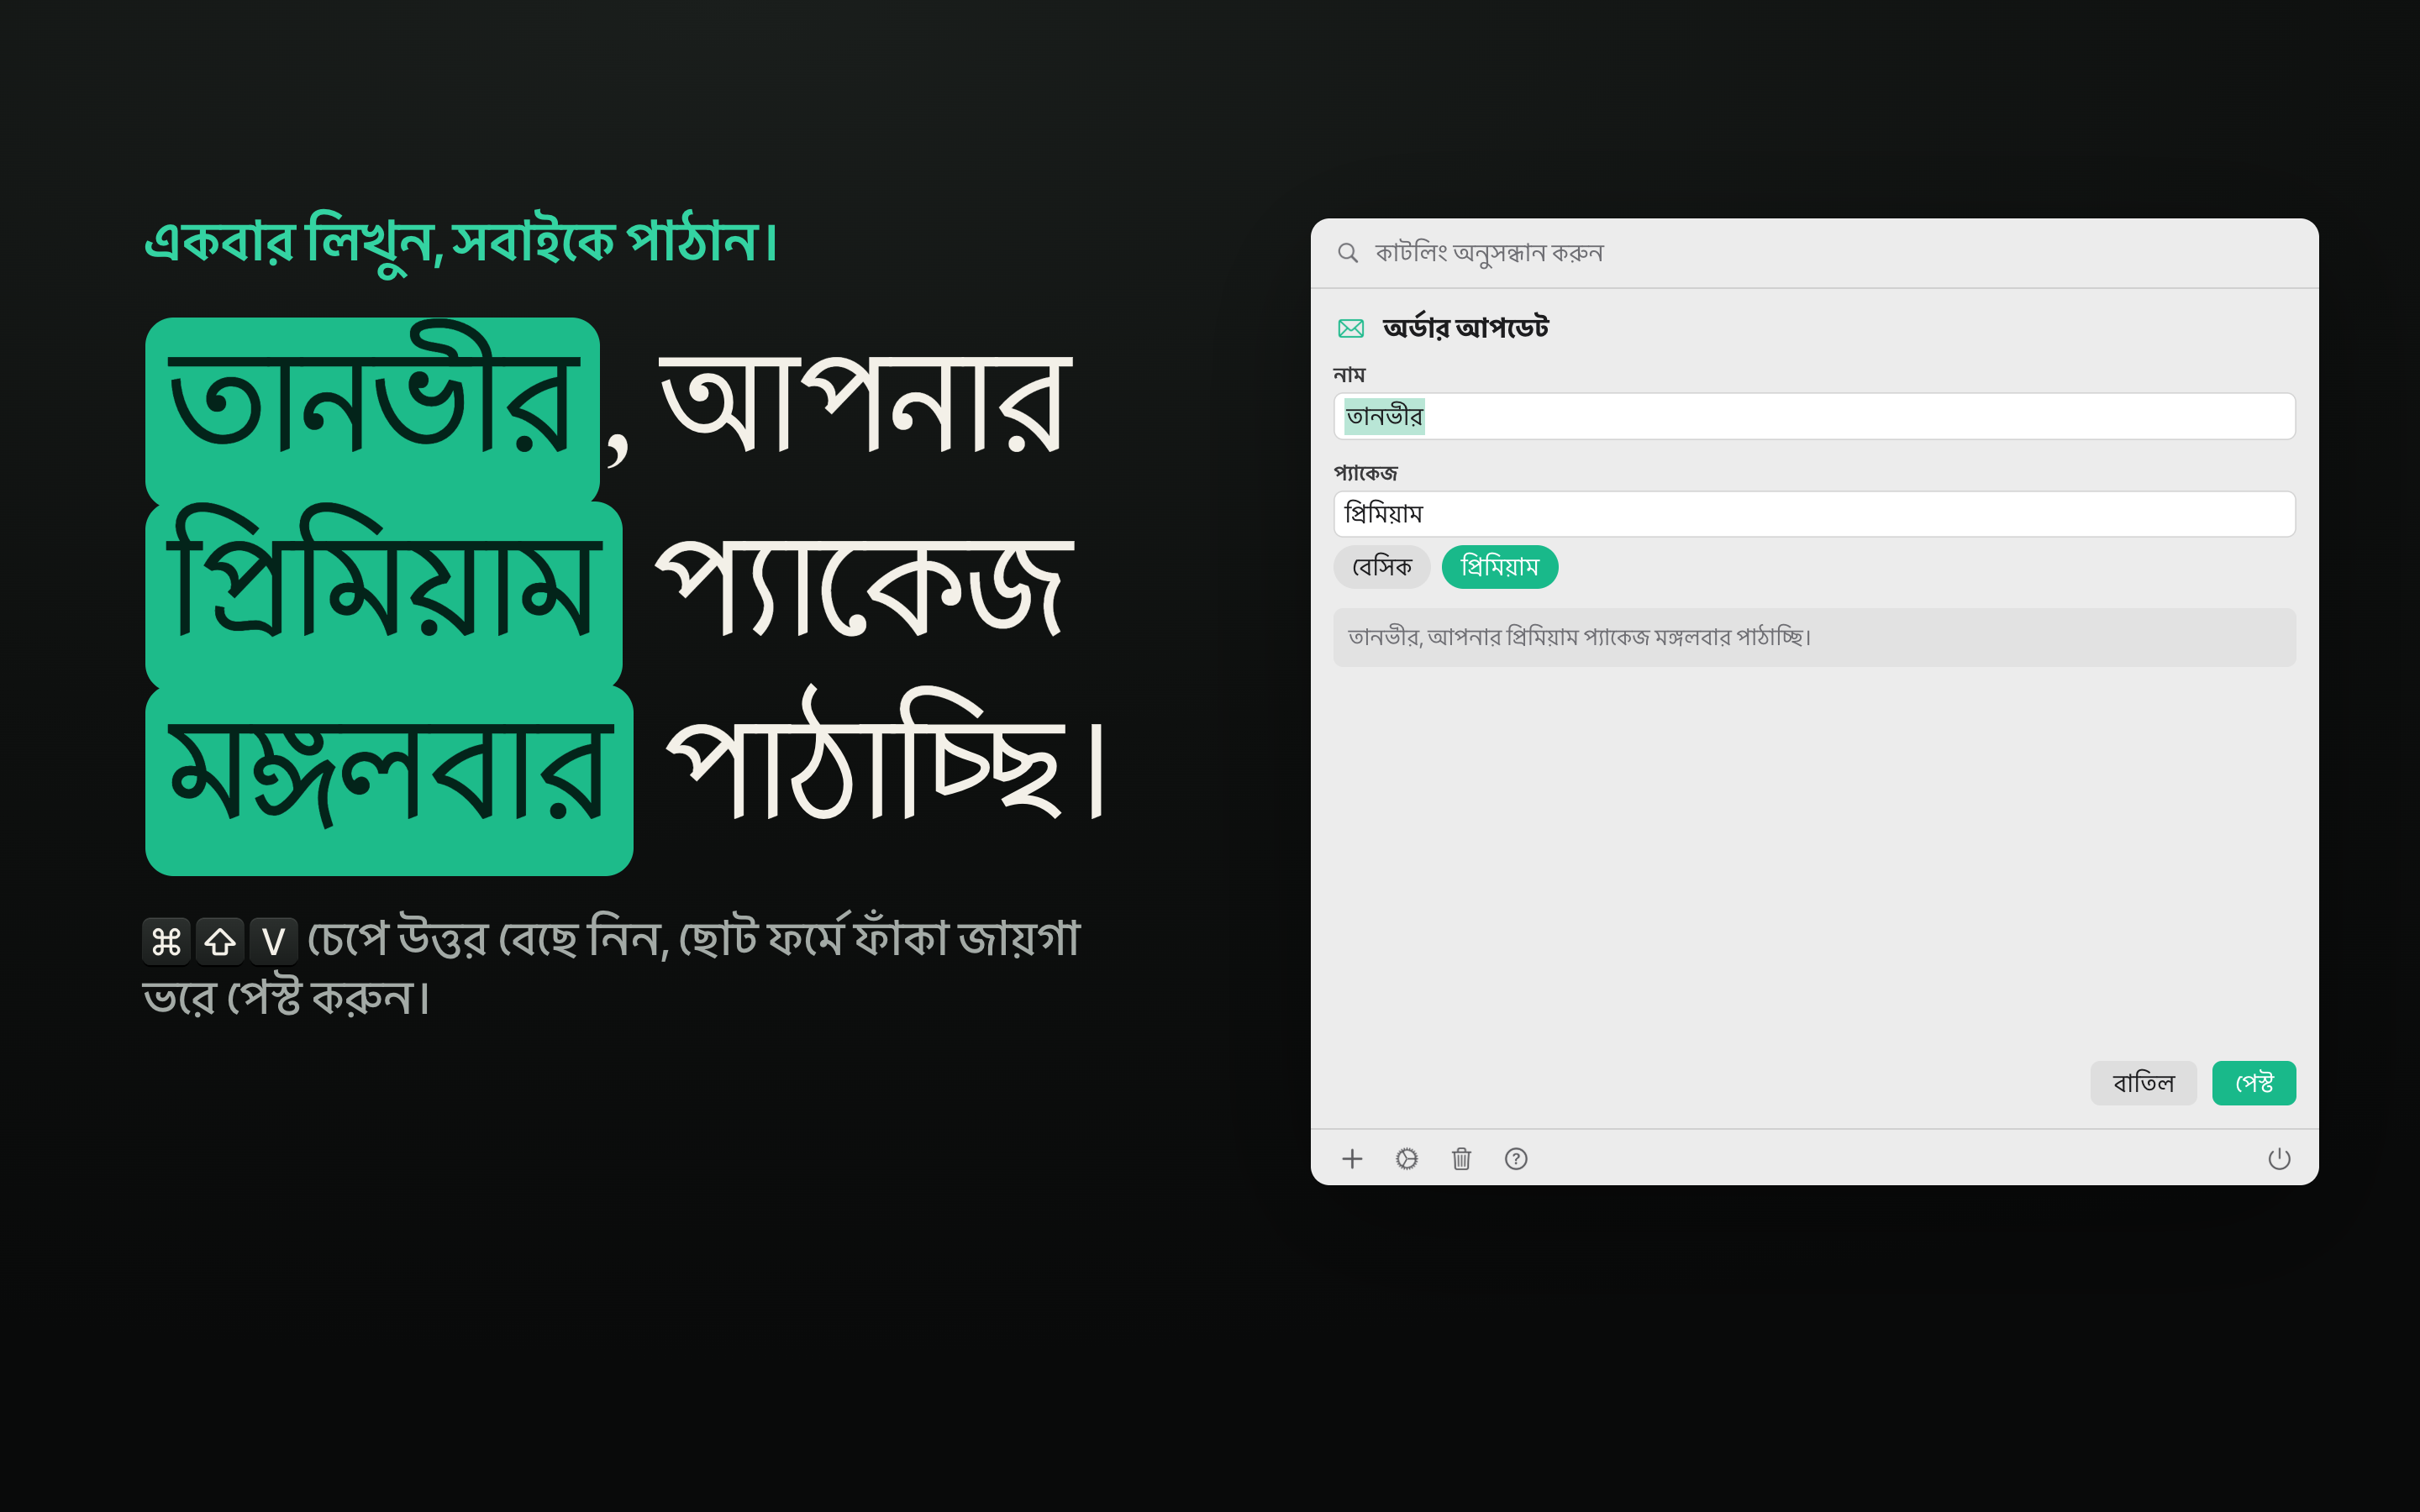 একবার লিখুন, সবাইকে পাঠান।
তানভীর, আপনার
প্রিমিয়াম প্যাকেজ
মঙ্গলবার পাঠাচ্ছি।
⌘ ⇧ V চেপে উত্তর বেছে নিন, ছোট ফর্মে ফাঁকা জায়গা
ভরে পেস্ট করুন।
কাটলিং অনুসন্ধান করুন
অর্ডার আপডেট
নাম
তানভীর
প্যাকেজ
প্রিমিয়াম
বেসিক প্রিমিয়াম
তানভীর, আপনার প্রিমিয়াম প্যাকেজ মঙ্গলবার পাঠাচ্ছি।
বাতিল পেস্ট